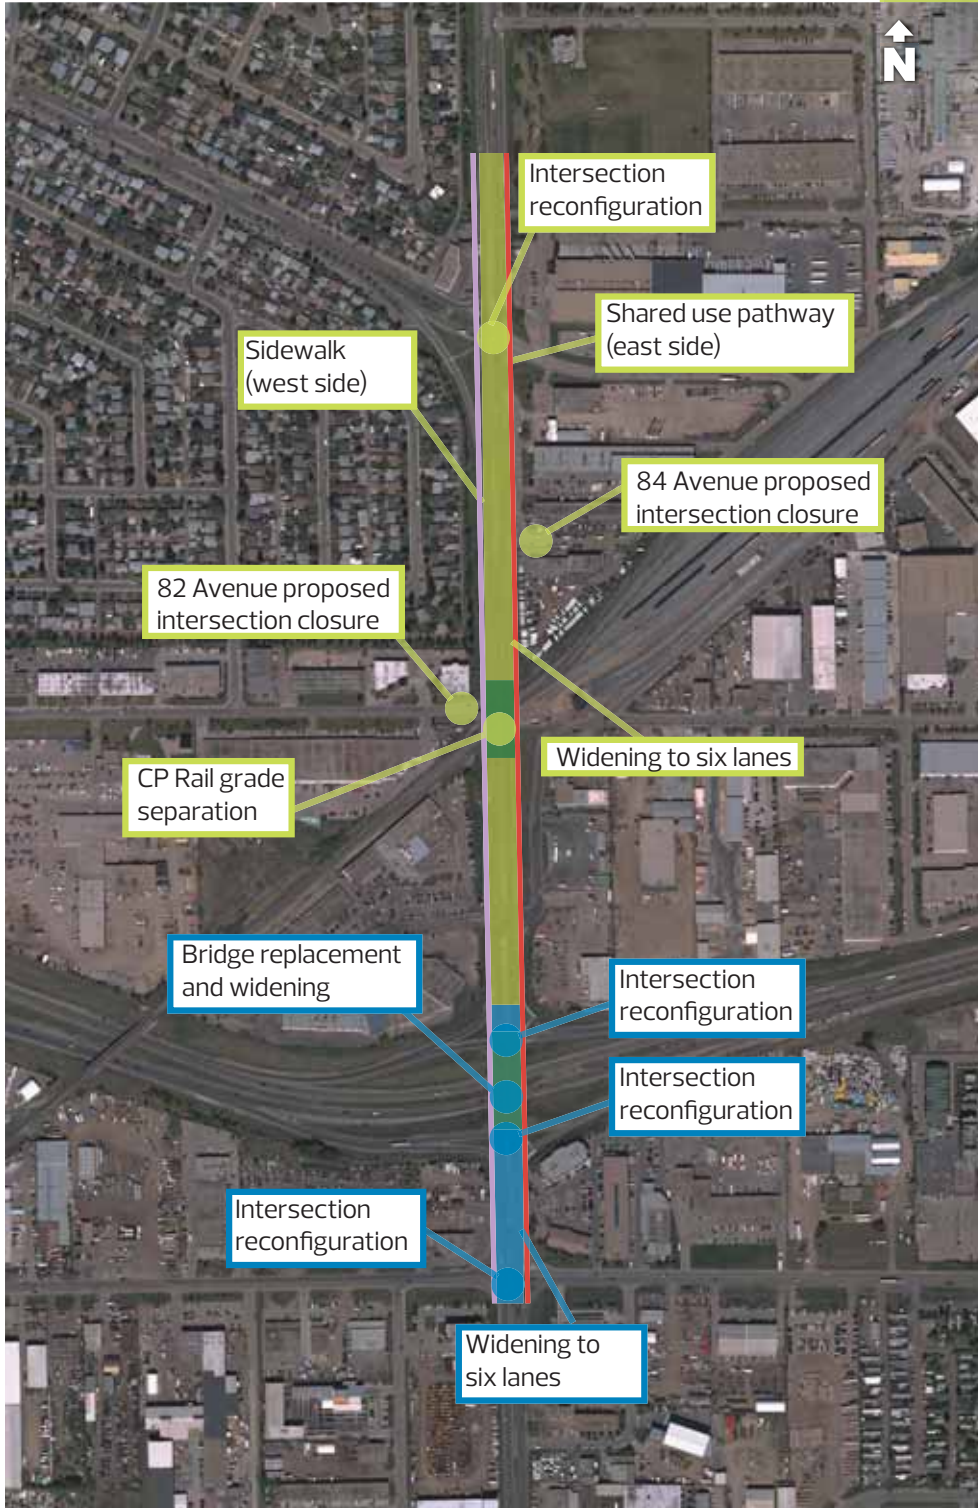 N
Intersection
reconfiguration
Shared use pathway
(east side)
Sidewalk
(west side)
84 Avenue proposed
intersection closure
82 Avenue proposed
intersection closure
Widening to six lanes
CP Rail grade
separation
Bridge replacement
and widening
Intersection
reconfiguration
Intersection
reconfiguration
Intersection
reconfiguration
Widening to
six lanes